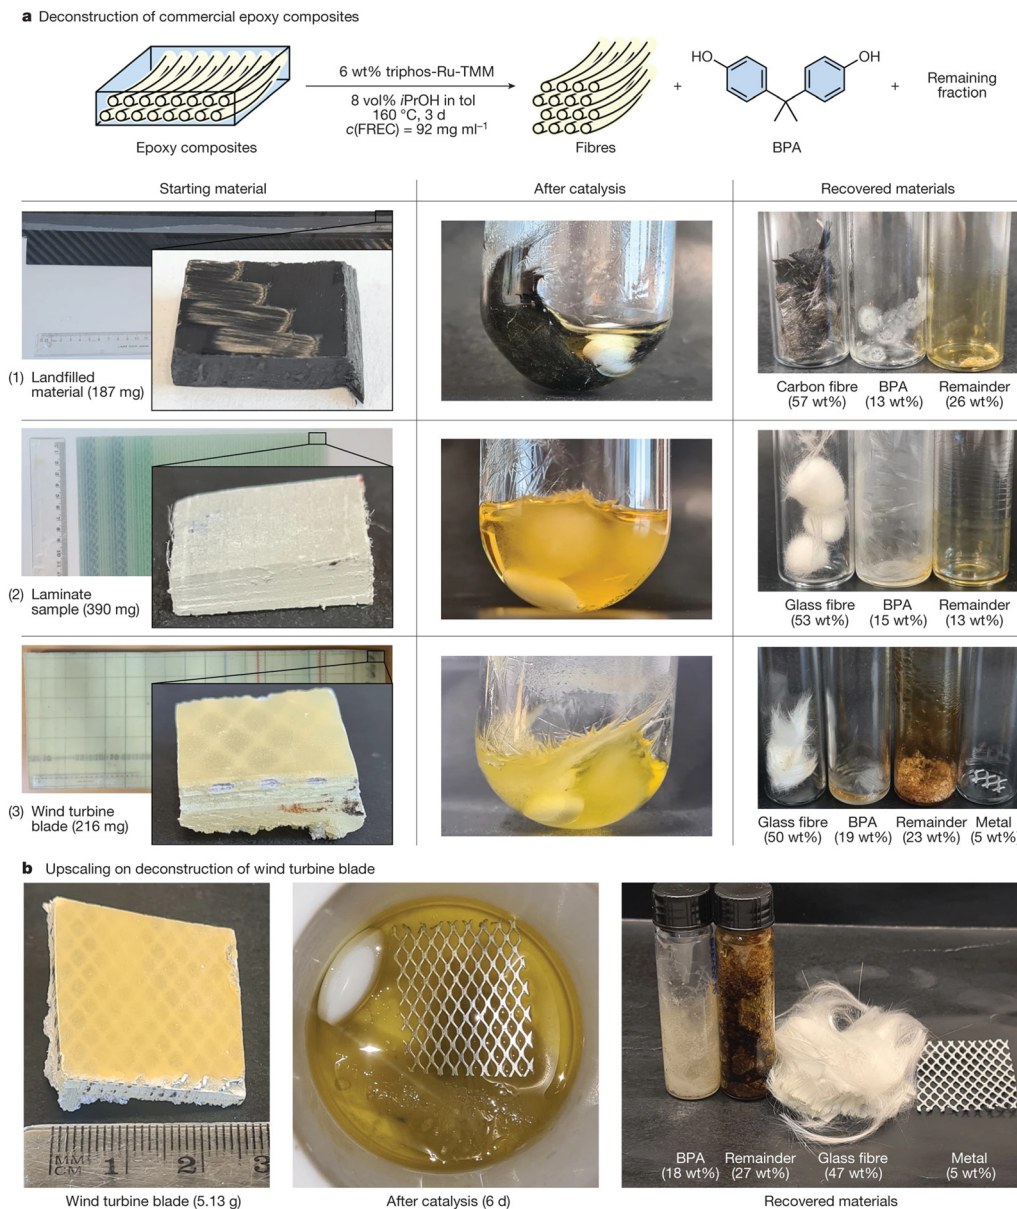 a Deconstruction of commercial epoxy composites
6 wt% triphos-Ru-TMM
8 vol% iPrOH in tol
160 °C, 3 d
c(FREC) = 92 mg ml⁻¹
Epoxy composites
Fibres
+
HO
OH
BPA
+
Remaining
fraction
Starting material
After catalysis
Recovered materials
(1) Landfilled
material (187 mg)
Carbon fibre
(57 wt%)
BPA
(13 wt%)
Remainder
(26 wt%)
(2) Laminate
sample (390 mg)
Glass fibre
(53 wt%)
BPA
(15 wt%)
Remainder
(13 wt%)
(3) Wind turbine
blade (216 mg)
Glass fibre
(50 wt%)
BPA
(19 wt%)
Remainder
(23 wt%)
Metal
(5 wt%)
b Upscaling on deconstruction of wind turbine blade
MM
CM
1
2
3
Wind turbine blade (5.13 g)
After catalysis (6 d)
BPA
(18 wt%)
Remainder
(27 wt%)
Glass fibre
(47 wt%)
Metal
(5 wt%)
Recovered materials